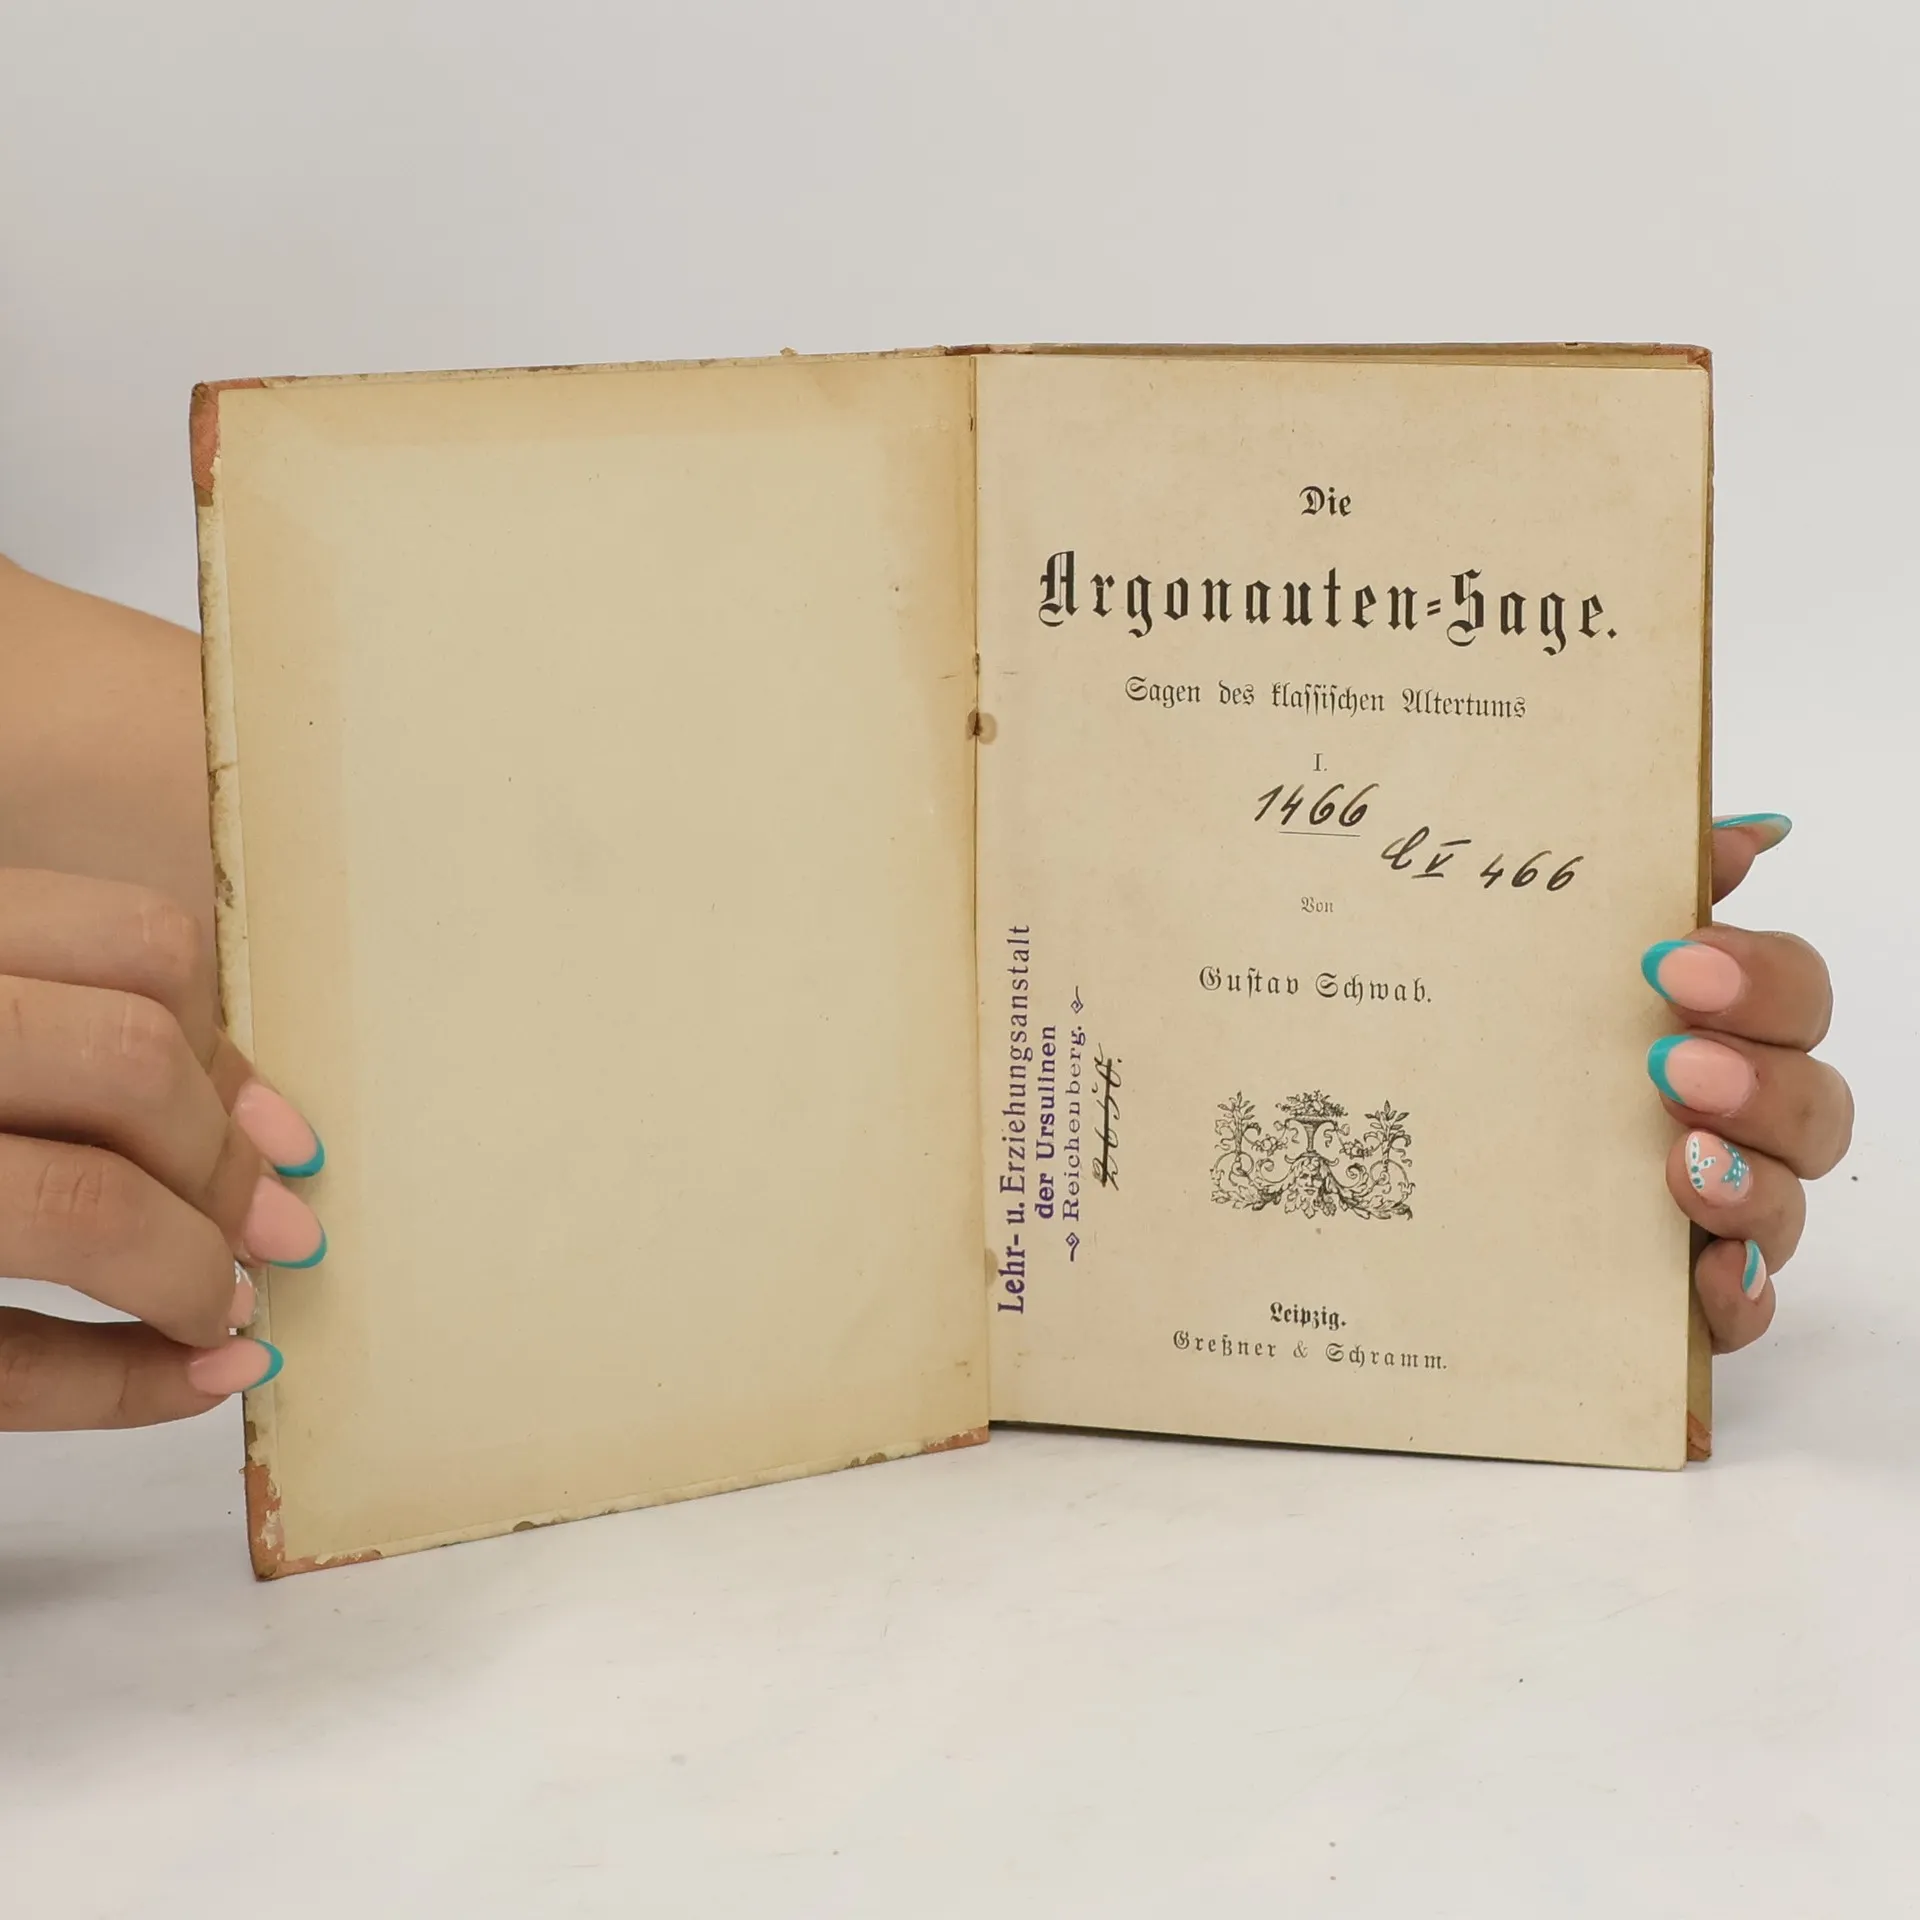 Die
Argonauten-Sage.
Sagen des klassischen Altertums
I.
1466
V 466
Von
Gustav Schwab.
Leipzig.
Greßner & Schramm.
Lehr- u. Erziehungsanstalt
der Ursulinen
Reichenberg.